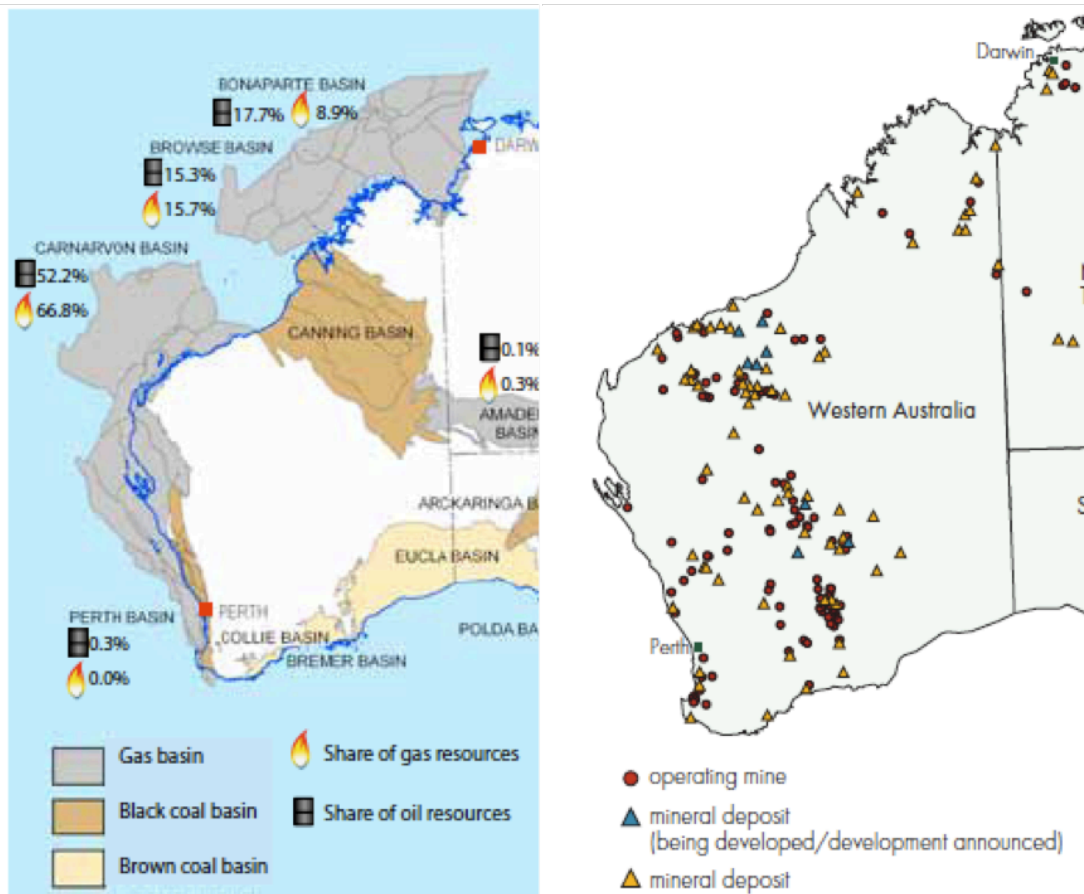 BONAPARTE BASIN
17.7% 8.9%
DARW
BROWSE BASIN
15.3%
15.7%
CARNARVON BASIN
52.2%
66.8%
CANNING BASIN
0.1%
0.3%
AMADE
BASIN
ARCKARINGA B
EUCLA BASIN
PERTH BASIN
PERTH
0.3%
COLLIE BASIN
POLDA BA
BREMER BASIN
0.0%
Gas basin
Share of gas resources
Black coal basin
Share of oil resources
Brown coal basin
Darwin
Western Australia
S
Perth
operating mine
mineral deposit
(being developed/development announced)
mineral deposit